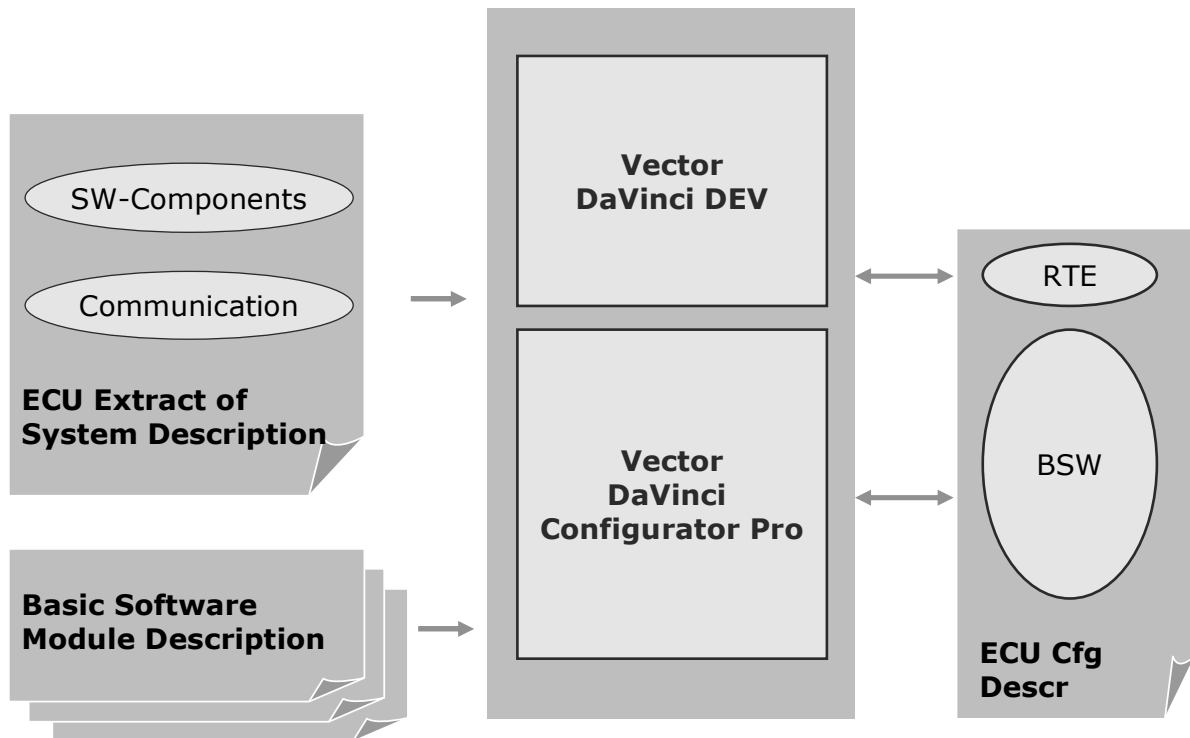 SW-Components
Communication
ECU Extract of
System Description
Basic Software
Module Description
Vector
DaVinci DEV
Vector
DaVinci
Configurator Pro
RTE
BSW
ECU Cfg
Descr